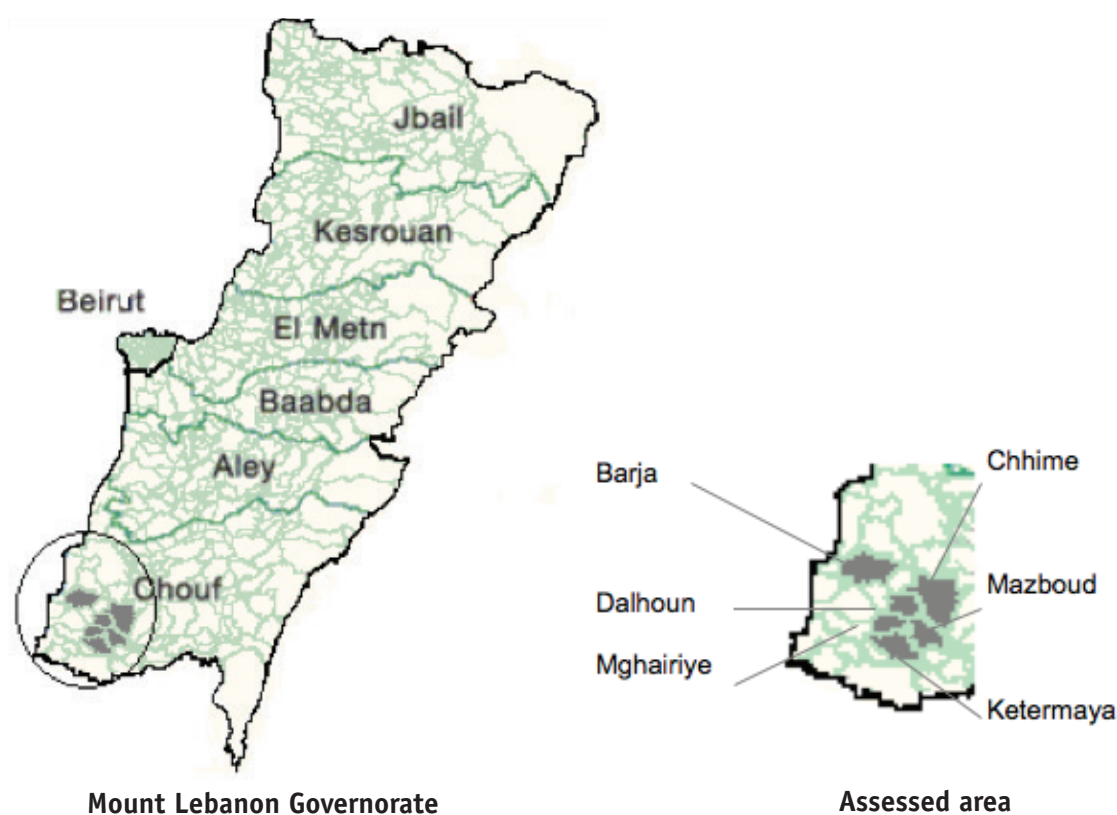 Jbail
Kesrouan
Beirut
El Metn
Baabda
Aley
Chouf
Barja
Chhime
Dalhoun
Mazboud
Mghairiye
Ketermaya
Mount Lebanon Governorate
Assessed area